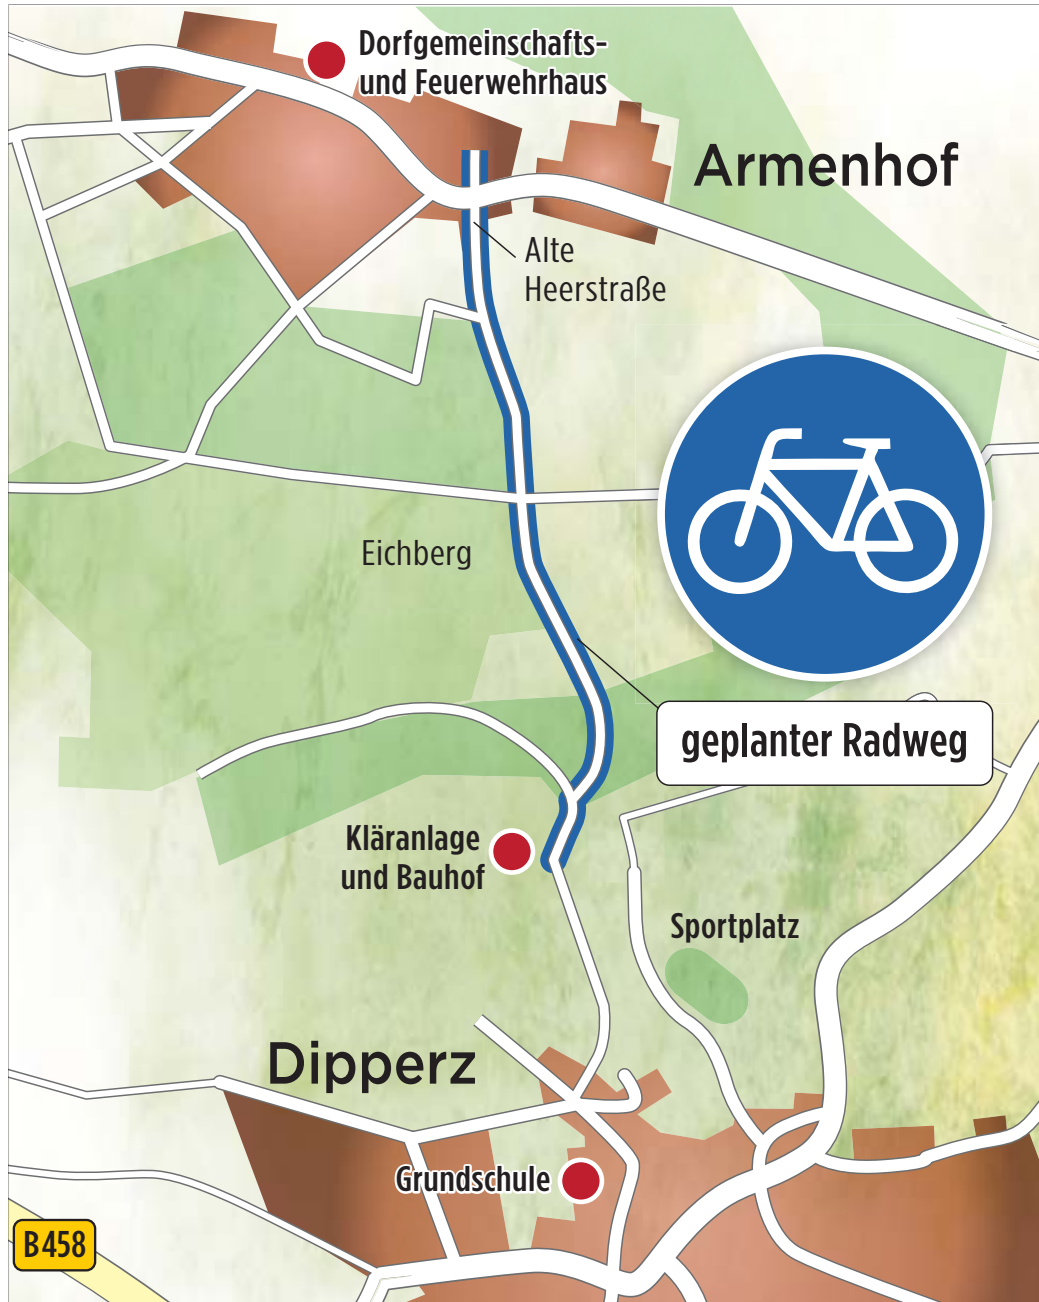 Dorfgemeinschafts-
und Feuerwehrhaus
Armenhof
Alte
Heerstraße
Eichberg
geplanter Radweg
Kläranlage
und Bauhof
Sportplatz
Dipperz
Grundschule
B458